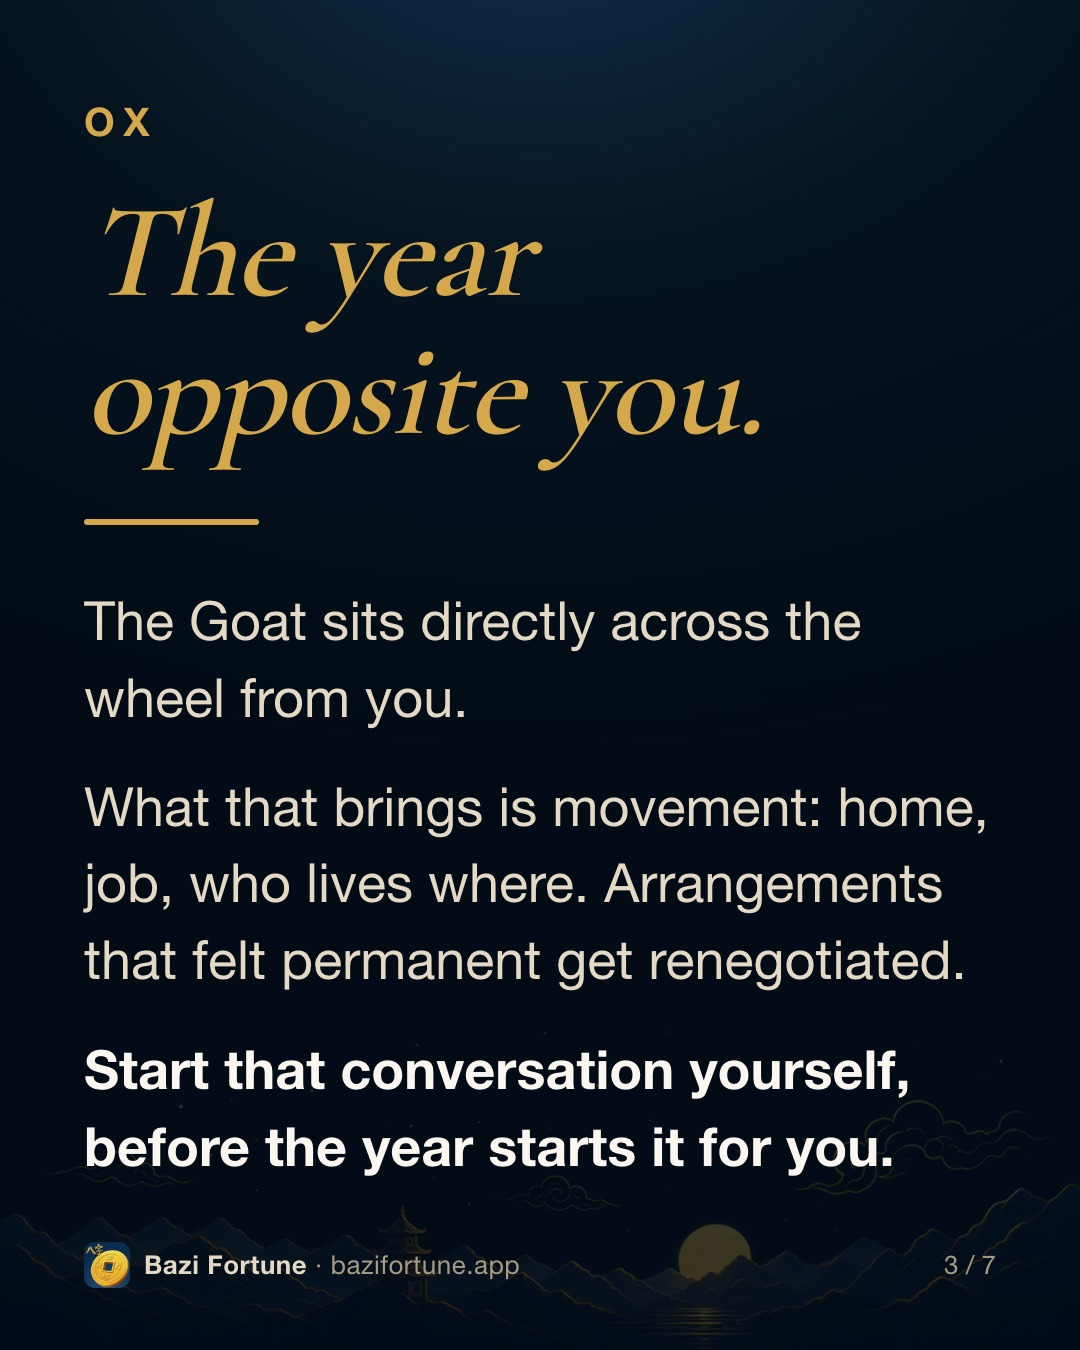 OX
The year
opposite you.
The Goat sits directly across the
wheel from you.
What that brings is movement: home,
job, who lives where. Arrangements
that felt permanent get renegotiated.
Start that conversation yourself,
before the year starts it for you.
八字
Bazi Fortune · bazifortune.app
3 / 7